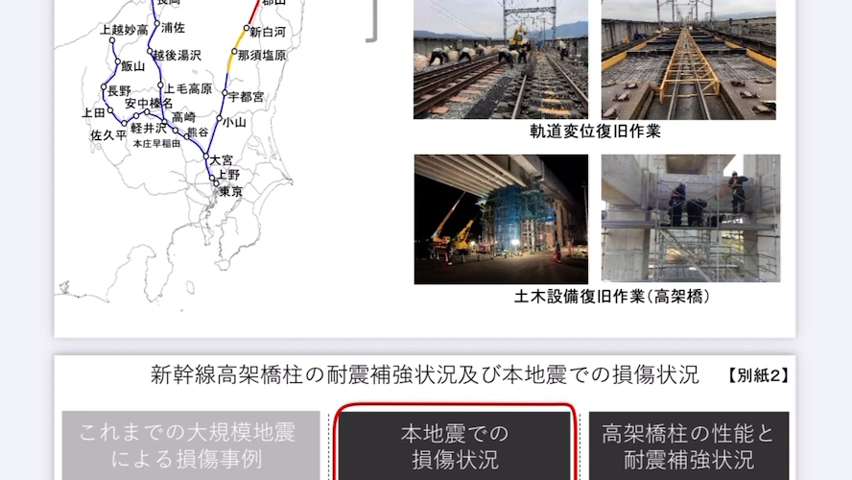 長岡
郡山
浦佐
上越妙高
新白河
越後湯沢
那須塩原
飯山
長野
上毛高原
宇都宮
安中榛名
上田
高崎
小山
軽井沢
熊谷
佐久平
本庄早稲田
大宮
上野
東京
軌道変位復旧作業
土木設備復旧作業(高架橋)
新幹線高架橋柱の耐震補強状況及び本地震での損傷状況 【別紙2】
これまでの大規模地震
による損傷事例
本地震での
損傷状況
高架橋柱の性能と
耐震補強状況